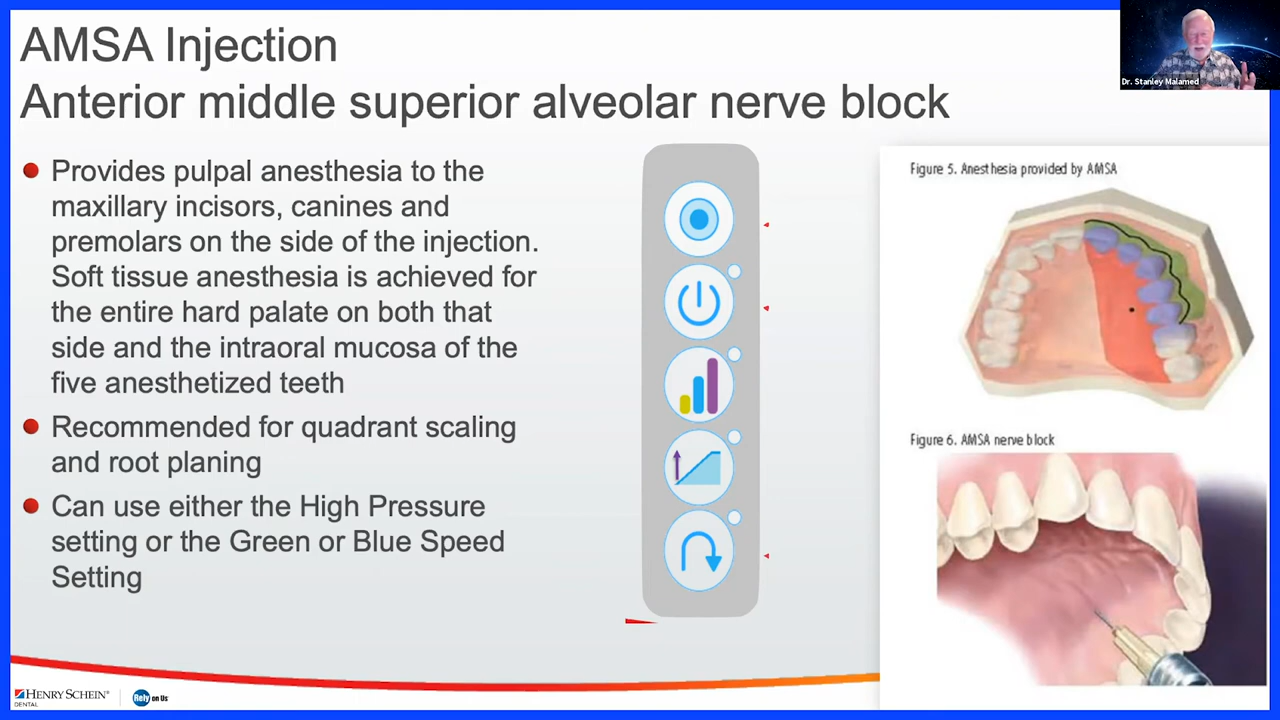 AMSA Injection
Anterior middle superior alveolar nerve block
Dr. Stanley Malamed
Provides pulpal anesthesia to the
maxillary incisors, canines and
premolars on the side of the injection.
Soft tissue anesthesia is achieved for
the entire hard palate on both that
side and the intraoral mucosa of the
five anesthetized teeth
Recommended for quadrant scaling
and root planing
Can use either the High Pressure
setting or the Green or Blue Speed
Setting
Figure 5. Anesthesia provided by AMSA
Figure 6. AMSA nerve block
HENRY SCHEIN®
DENTAL
Rely on Us